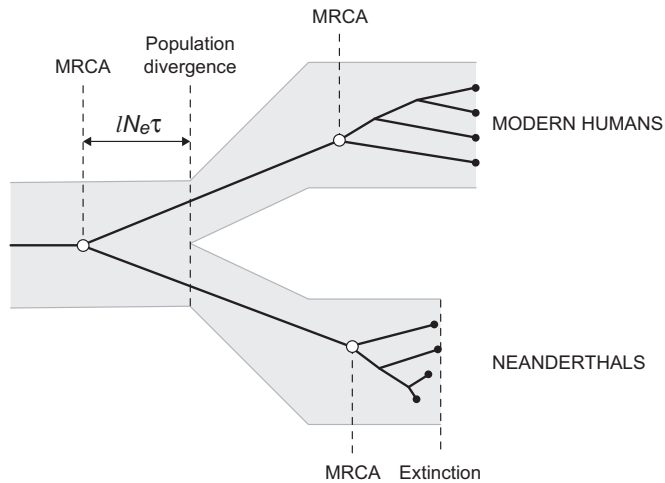 MRCA
Population
divergence
MRCA
lNₑτ
MODERN HUMANS
NEANDERTHALS
MRCA
Extinction